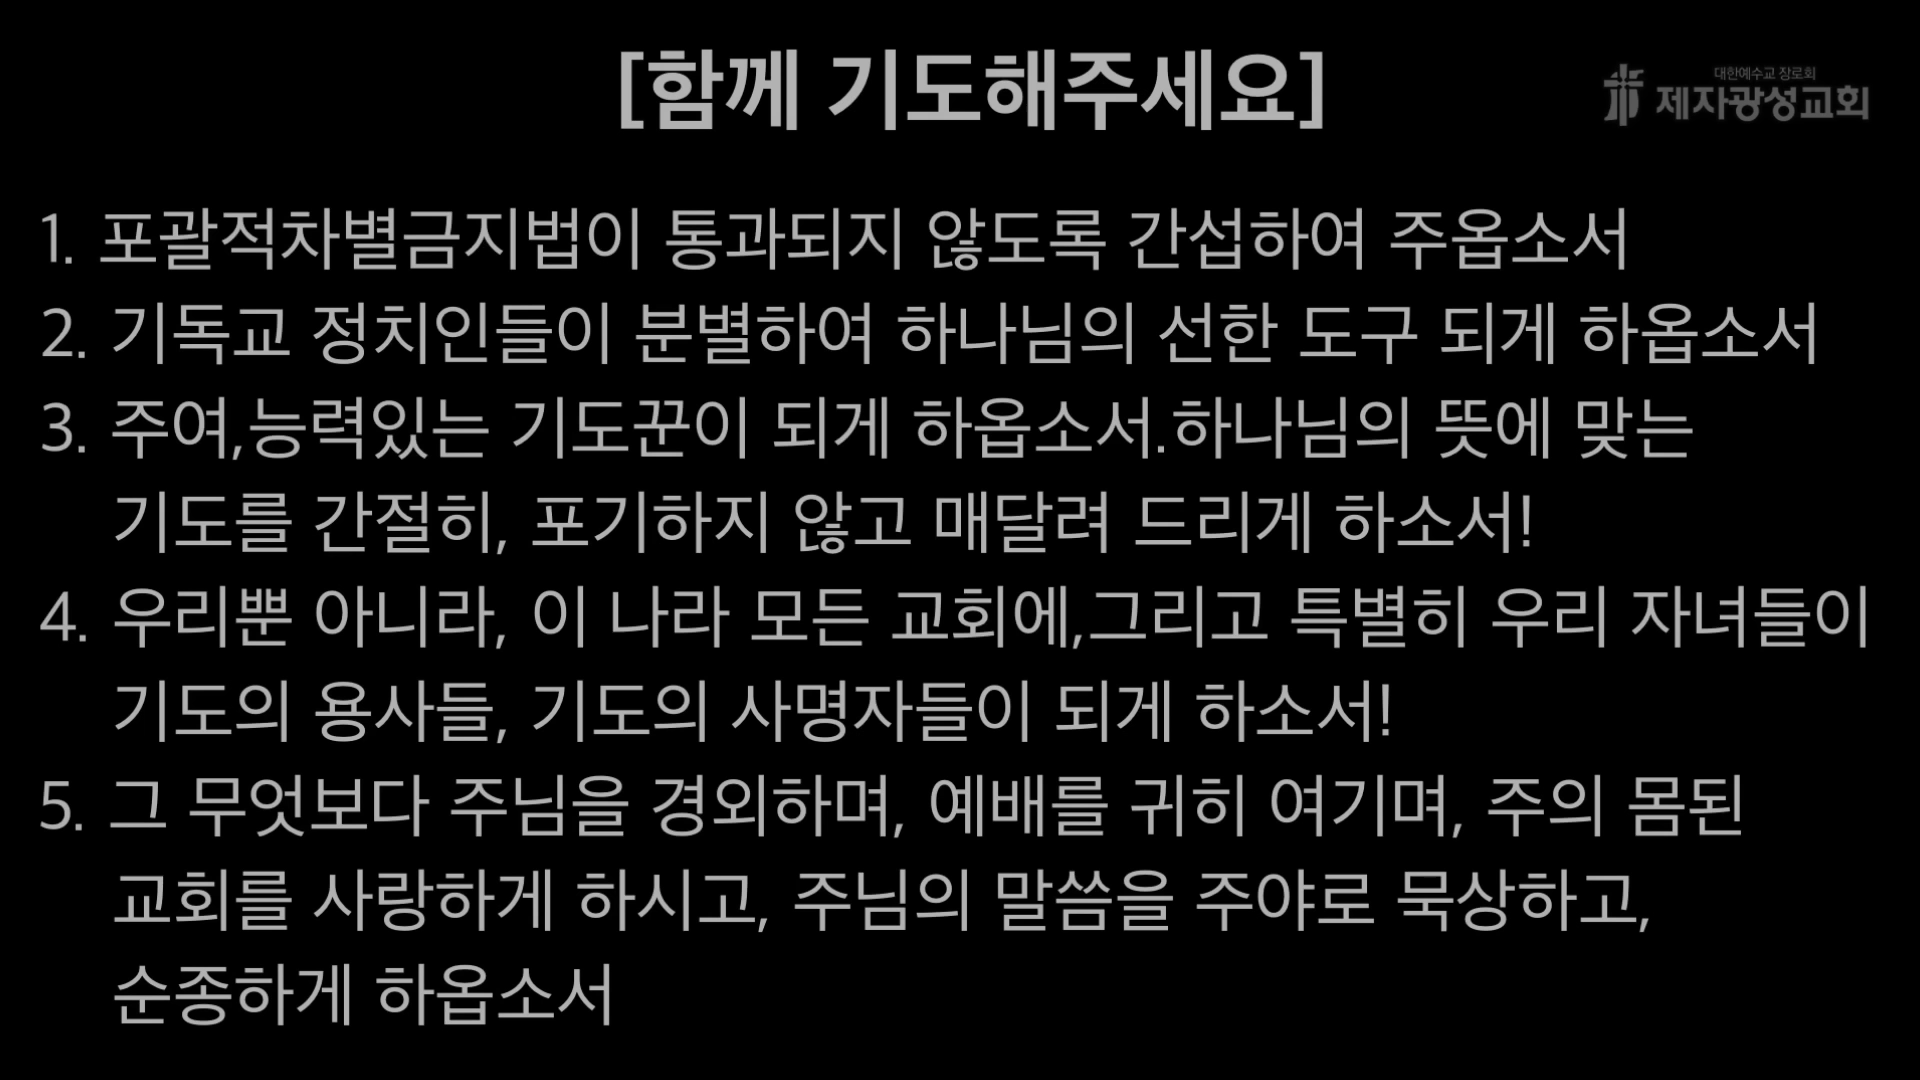 [함께 기도해주세요]
대한예수교 장로회
제자광성교회
1. 포괄적차별금지법이 통과되지 않도록 간섭하여 주옵소서
2. 기독교 정치인들이 분별하여 하나님의 선한 도구 되게 하옵소서
3. 주여,능력있는 기도꾼이 되게 하옵소서.하나님의 뜻에 맞는
기도를 간절히, 포기하지 않고 매달려 드리게 하소서!
4. 우리뿐 아니라, 이 나라 모든 교회에,그리고 특별히 우리 자녀들이
기도의 용사들, 기도의 사명자들이 되게 하소서!
5. 그 무엇보다 주님을 경외하며, 예배를 귀히 여기며, 주의 몸된
교회를 사랑하게 하시고, 주님의 말씀을 주야로 묵상하고,
순종하게 하옵소서